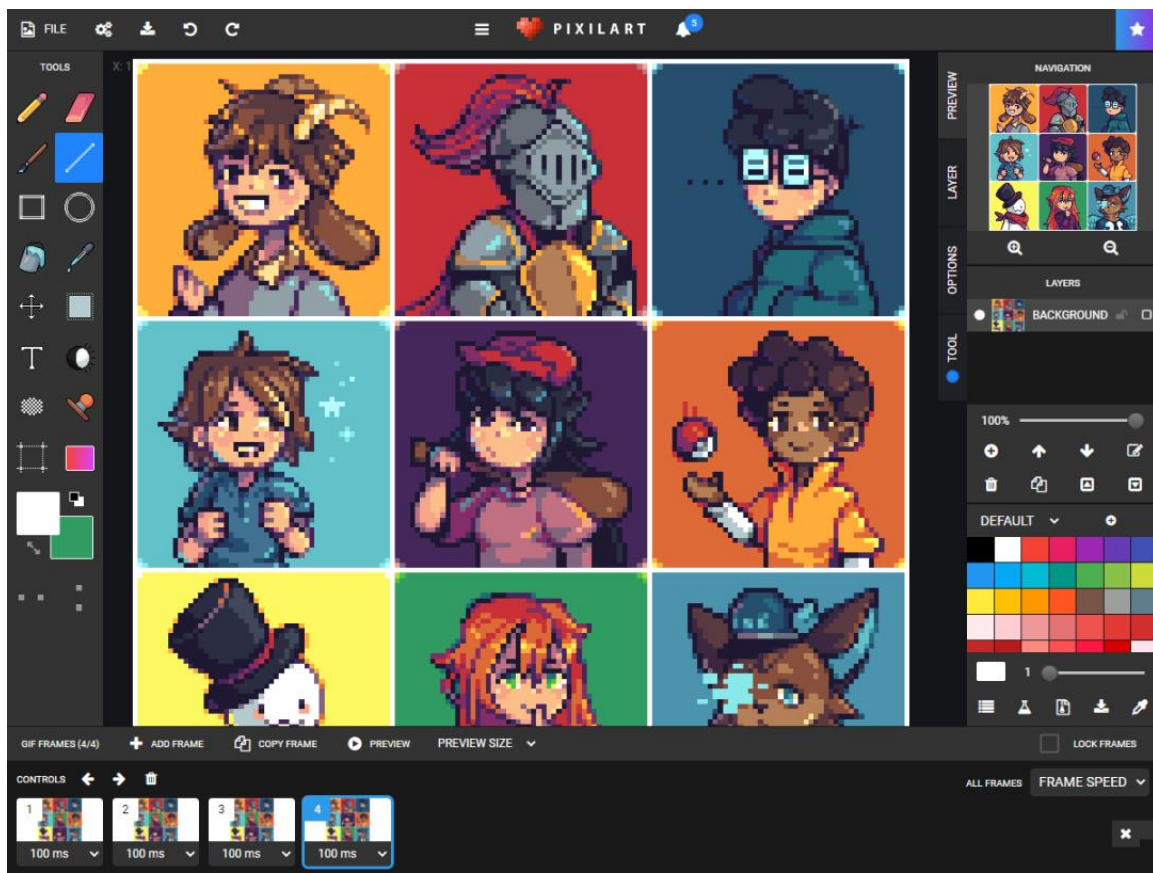 FILE
PIXILART
5
TOOLS
X: 1
T
PREVIEW
LAYER
OPTIONS
TOOL
NAVIGATION
LAYERS
BACKGROUND
100%
DEFAULT
1
GIF FRAMES (4/4)
ADD FRAME
COPY FRAME
PREVIEW
PREVIEW SIZE
LOCK FRAMES
CONTROLS
ALL FRAMES
FRAME SPEED
1
100 ms
2
100 ms
3
100 ms
4
100 ms